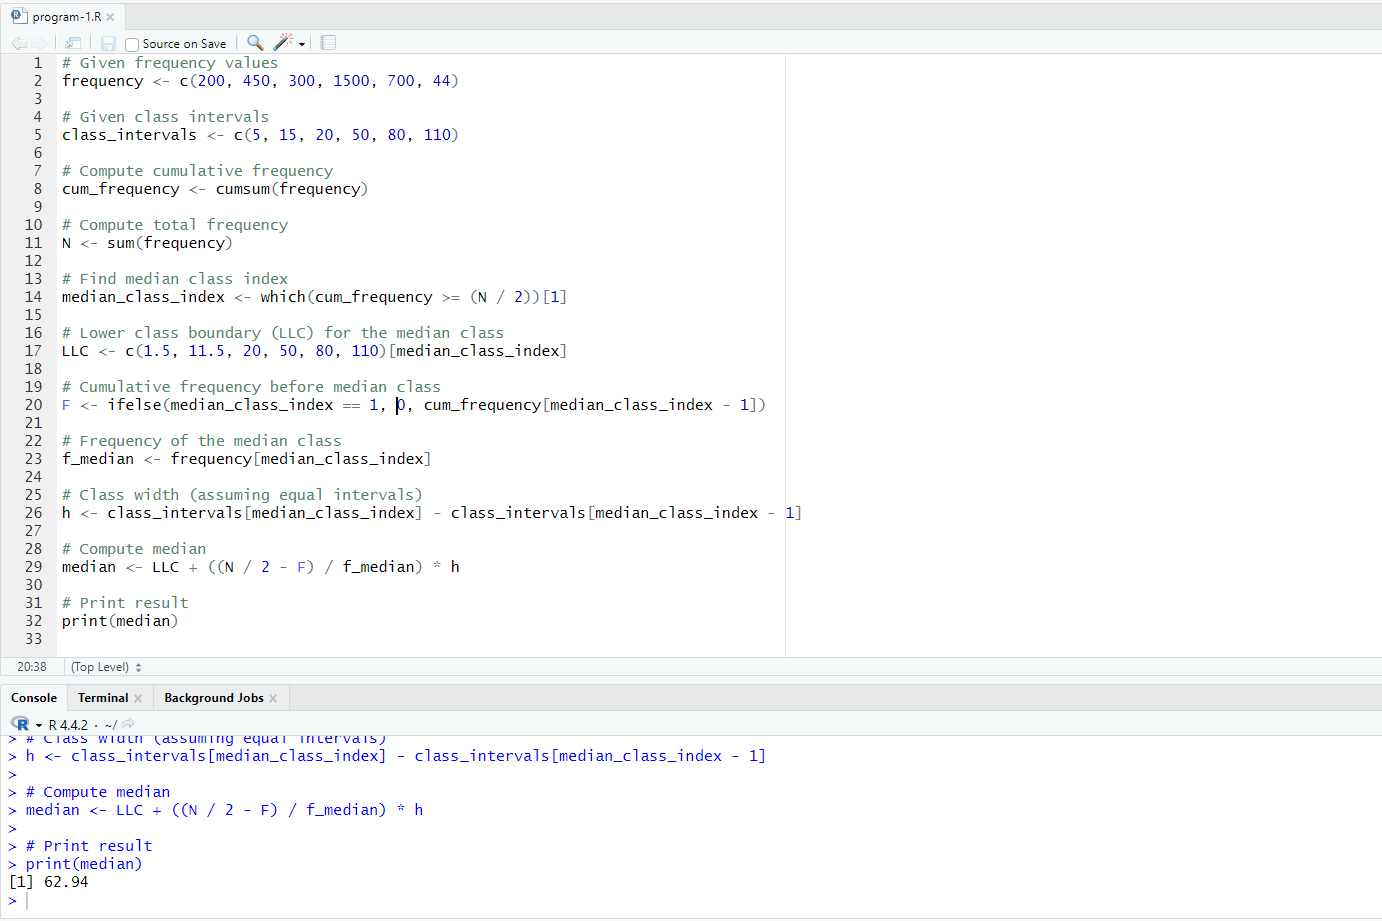 program-1.R
Source on Save
1 # Given frequency values
2 frequency <- c(200, 450, 300, 1500, 700, 44)
3
4 # Given class intervals
5 class_intervals <- c(5, 15, 20, 50, 80, 110)
6
7 # Compute cumulative frequency
8 cum_frequency <- cumsum(frequency)
9
10 # Compute total frequency
11 N <- sum(frequency)
12
13 # Find median class index
14 median_class_index <- which(cum_frequency >= (N / 2))[1]
15
16 # Lower class boundary (LLC) for the median class
17 LLC <- c(1.5, 11.5, 20, 50, 80, 110)[median_class_index]
18
19 # Cumulative frequency before median class
20 F <- ifelse(median_class_index == 1, 0, cum_frequency[median_class_index - 1])
21
22 # Frequency of the median class
23 f_median <- frequency[median_class_index]
24
25 # Class width (assuming equal intervals)
26 h <- class_intervals[median_class_index] - class_intervals[median_class_index - 1]
27
28 # Compute median
29 median <- LLC + ((N / 2 - F) / f_median) * h
30
31 # Print result
32 print(median)
33
20:38 (Top Level)
Console Terminal Background Jobs
R R 4.4.2 · ~/
> # Class width (assuming equal intervals)
> h <- class_intervals[median_class_index] - class_intervals[median_class_index - 1]
>
> # Compute median
> median <- LLC + ((N / 2 - F) / f_median) * h
>
> # Print result
> print(median)
[1] 62.94
>